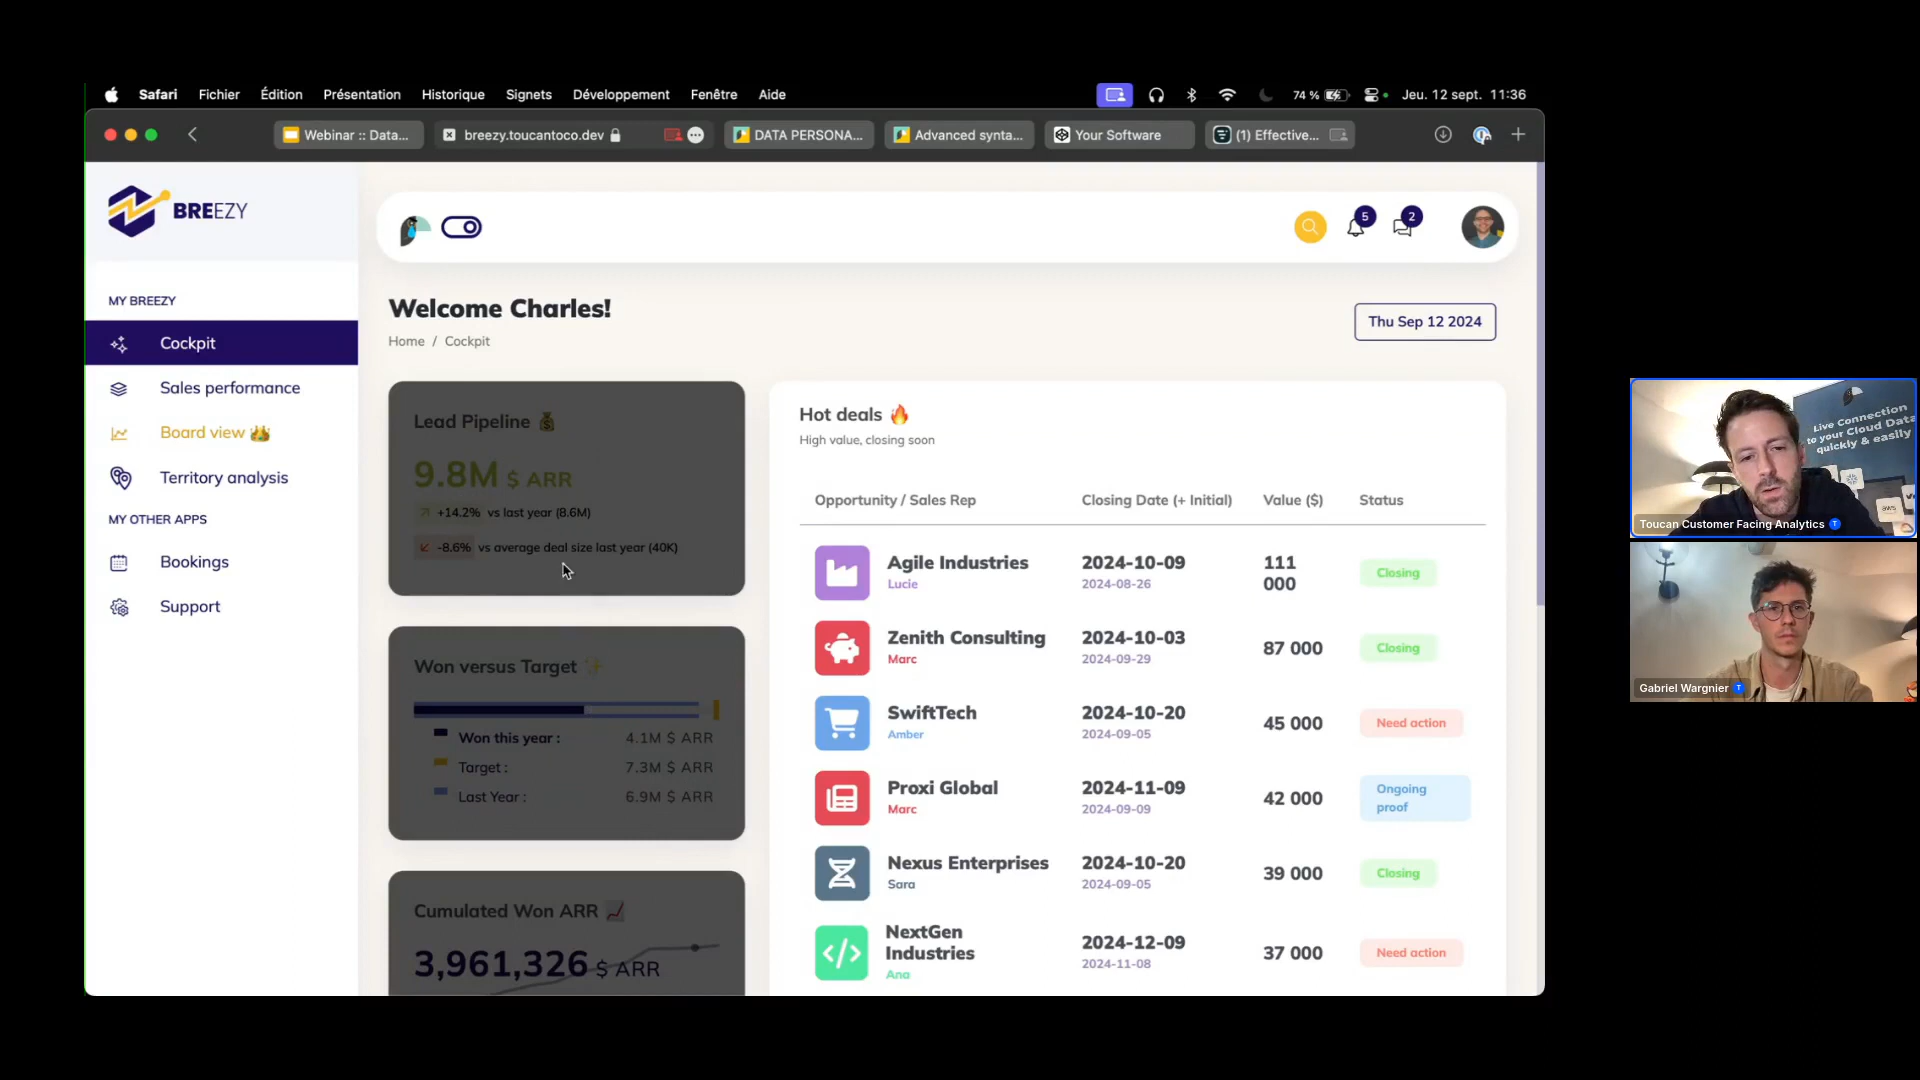 Safari Fichier Édition Présentation Historique Signets Développement Fenêtre Aide 74 % Jeu. 12 sept. 11:36
Webinar :: Data... breezy.toucantoco.dev DATA PERSONA... Advanced synta... Your Software (1) Effective...
BREEZY
5
2
MY BREEZY
Cockpit
Sales performance
Board view
Territory analysis
MY OTHER APPS
Bookings
Support
Welcome Charles!
Home / Cockpit
Thu Sep 12 2024
Lead Pipeline
9.8M $ ARR
+14.2% vs last year (8.6M)
-8.6% vs average deal size last year (40K)
Won versus Target
Won this year : 4.1M $ ARR
Target : 7.3M $ ARR
Last Year : 6.9M $ ARR
Cumulated Won ARR
3,961,326 $ ARR
Hot deals
High value, closing soon
Opportunity / Sales Rep Closing Date (+ Initial) Value ($) Status
Agile Industries 2024-10-09 111 000 Closing
Lucie 2024-08-26
Zenith Consulting 2024-10-03 87 000 Closing
Marc 2024-09-29
SwiftTech 2024-10-20 45 000 Need action
Amber 2024-09-05
Proxi Global 2024-11-09 42 000 Ongoing proof
Marc 2024-09-09
Nexus Enterprises 2024-10-20 39 000 Closing
Sara 2024-09-05
NextGen Industries 2024-12-09 37 000 Need action
Ana 2024-11-08
Live Connection
to your Cloud Data
quickly & easily
aws
Toucan Customer Facing Analytics
Gabriel Wargnier